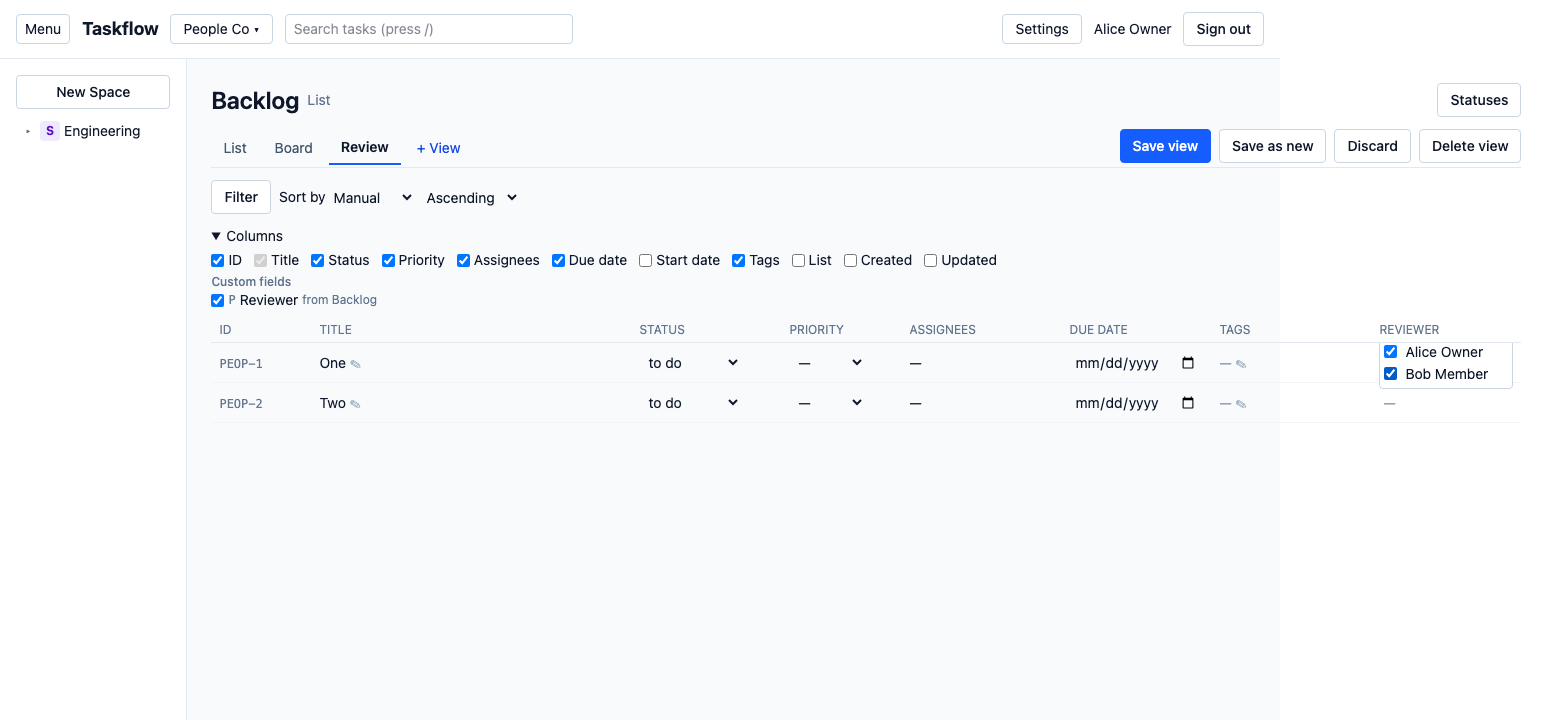 Menu Taskflow People Co ▾ Search tasks (press /) Settings Alice Owner Sign out
New Space
▸ S Engineering
Backlog List Statuses
List Board Review + View Save view Save as new Discard Delete view
Filter Sort by Manual Ascending
▼ Columns
ID Title Status Priority Assignees Due date Start date Tags List Created Updated
Custom fields
P Reviewer from Backlog
ID TITLE STATUS PRIORITY ASSIGNEES DUE DATE TAGS REVIEWER
PEOP-1 One ✎ to do — — mm/dd/yyyy — ✎ Alice Owner
Bob Member
PEOP-2 Two ✎ to do — — mm/dd/yyyy — ✎ —